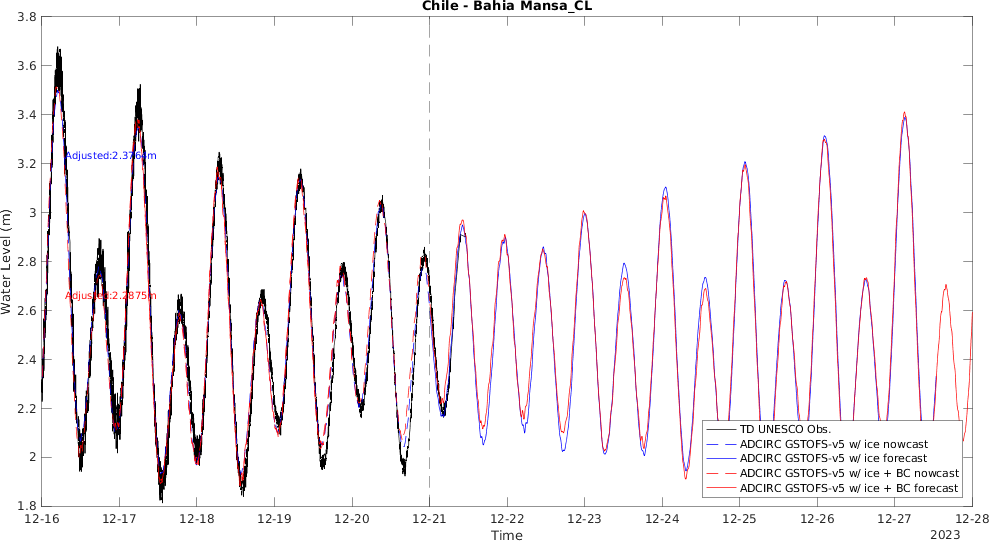 Chile - Bahia Mansa_CL
3.8
3.6
3.4
3.2
3
2.8
2.6
2.4
2.2
2
1.8
Water Level (m)
Adjusted:2.3764m
Adjusted:2.2875m
TD UNESCO Obs.
ADCIRC GSTOFS-v5 w/ ice nowcast
ADCIRC GSTOFS-v5 w/ ice forecast
ADCIRC GSTOFS-v5 w/ ice + BC nowcast
ADCIRC GSTOFS-v5 w/ ice + BC forecast
12-16 12-17 12-18 12-19 12-20 12-21 12-22 12-23 12-24 12-25 12-26 12-27 12-28
Time
2023